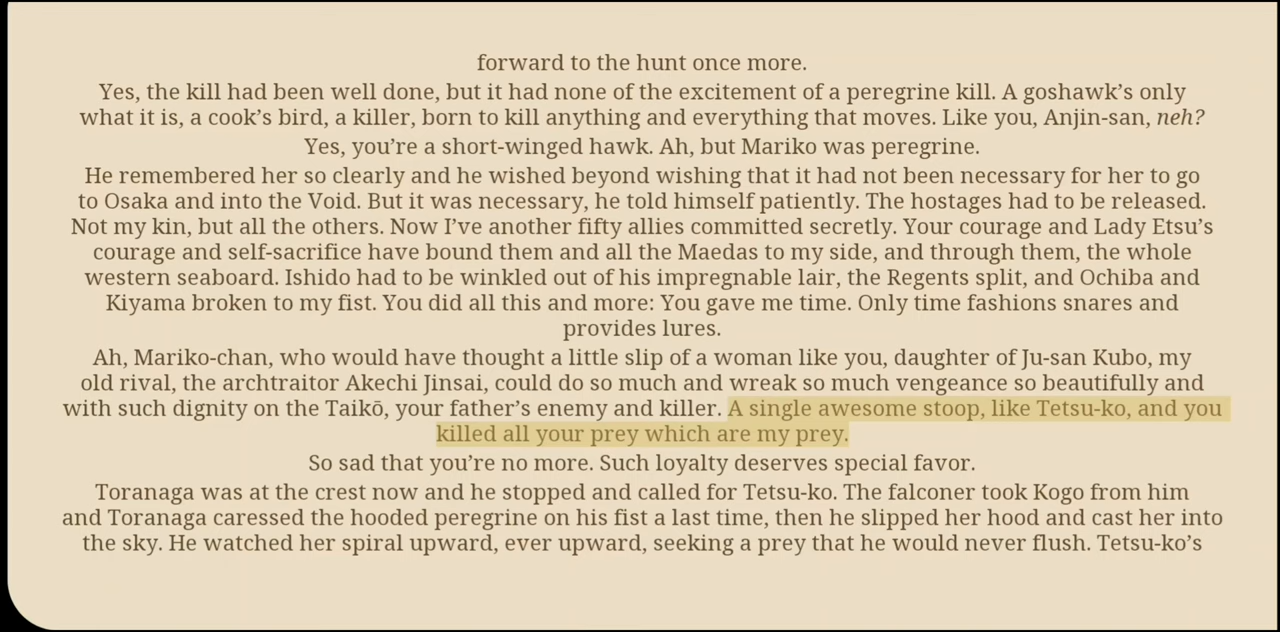 forward to the hunt once more.
Yes, the kill had been well done, but it had none of the excitement of a peregrine kill. A goshawk’s only
what it is, a cook’s bird, a killer, born to kill anything and everything that moves. Like you, Anjin-san, neh?
Yes, you’re a short-winged hawk. Ah, but Mariko was peregrine.
He remembered her so clearly and he wished beyond wishing that it had not been necessary for her to go
to Osaka and into the Void. But it was necessary, he told himself patiently. The hostages had to be released.
Not my kin, but all the others. Now I’ve another fifty allies committed secretly. Your courage and Lady Etsu’s
courage and self-sacrifice have bound them and all the Maedas to my side, and through them, the whole
western seaboard. Ishido had to be winkled out of his impregnable lair, the Regents split, and Ochiba and
Kiyama broken to my fist. You did all this and more: You gave me time. Only time fashions snares and
provides lures.
Ah, Mariko-chan, who would have thought a little slip of a woman like you, daughter of Ju-san Kubo, my
old rival, the archtraitor Akechi Jinsai, could do so much and wreak so much vengeance so beautifully and
with such dignity on the Taikō, your father’s enemy and killer. A single awesome stoop, like Tetsu-ko, and you
killed all your prey which are my prey.
So sad that you’re no more. Such loyalty deserves special favor.
Toranaga was at the crest now and he stopped and called for Tetsu-ko. The falconer took Kogo from him
and Toranaga caressed the hooded peregrine on his fist a last time, then he slipped her hood and cast her into
the sky. He watched her spiral upward, ever upward, seeking a prey that he would never flush. Tetsu-ko’s